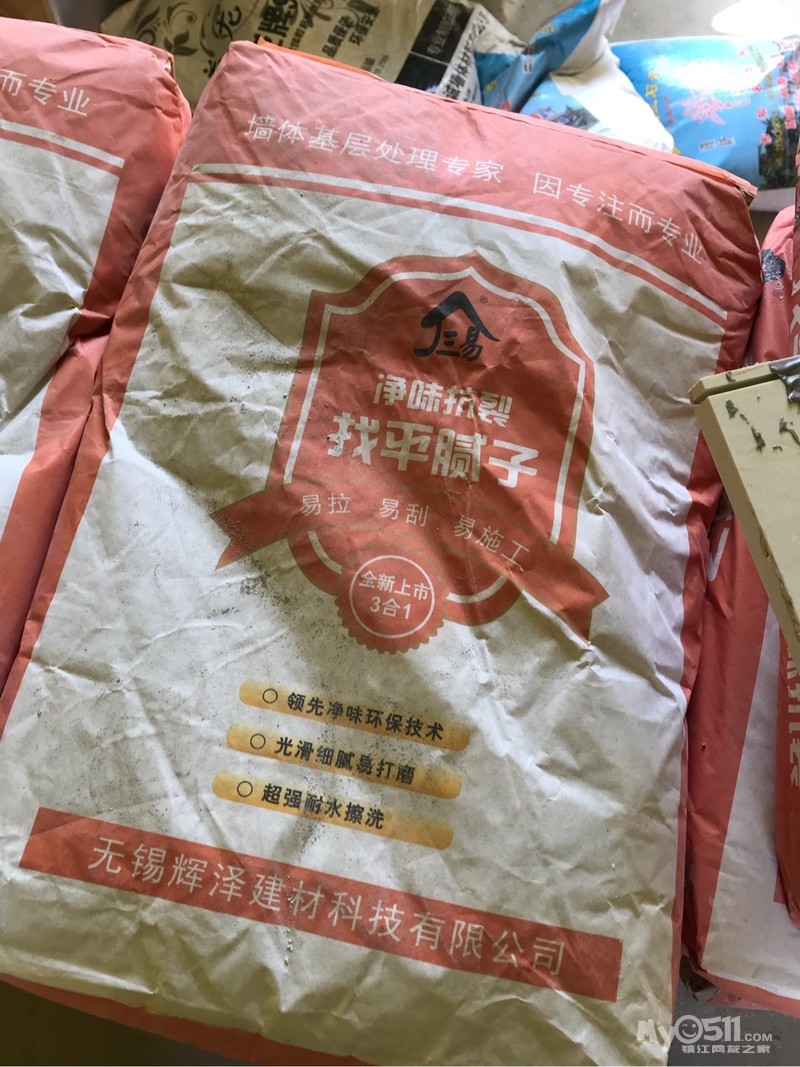 而专业
墙体基层处理专家 因专注而专业
三易
®
净味抗裂
找平腻子
易拉 易刮 易施工
全新上市
3合1
领先净味环保技术
光滑细腻易打磨
超强耐水擦洗
无锡辉泽建材科技有限公司
My0511.COM
镇江网友之家